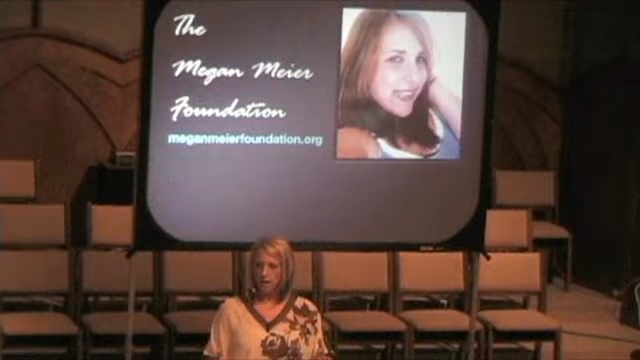 The
Megan Meier
Foundation
meganmeierfoundation.org